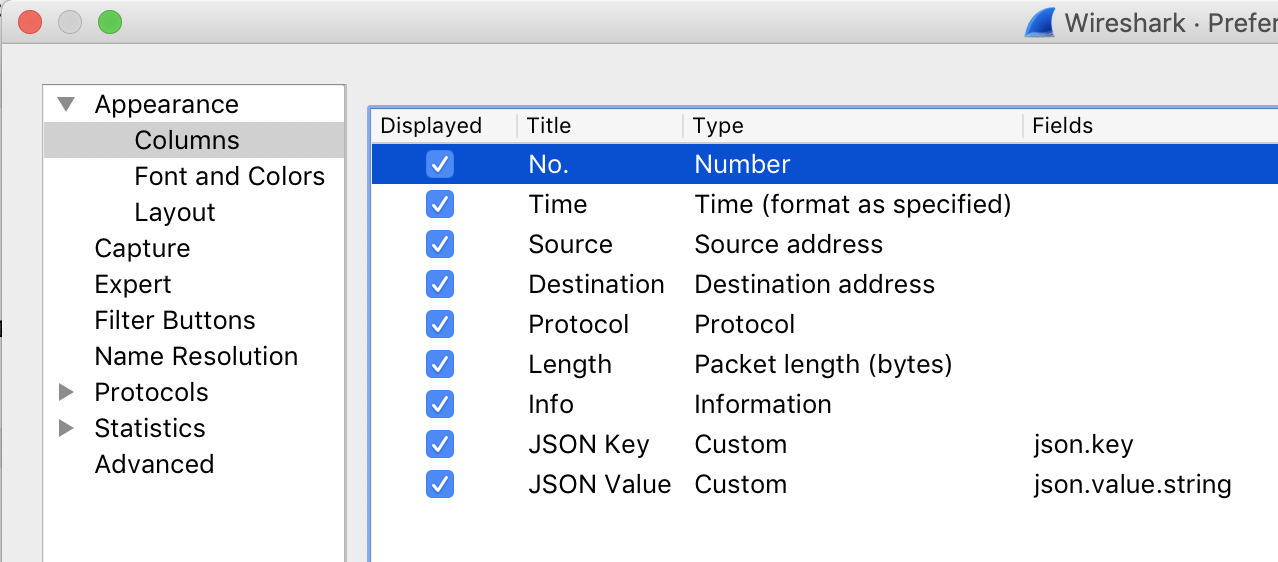 Wireshark · Prefer
Appearance
Columns
Font and Colors
Layout
Capture
Expert
Filter Buttons
Name Resolution
Protocols
Statistics
Advanced
Displayed Title Type Fields
No. Number
Time Time (format as specified)
Source Source address
Destination Destination address
Protocol Protocol
Length Packet length (bytes)
Info Information
JSON Key Custom json.key
JSON Value Custom json.value.string